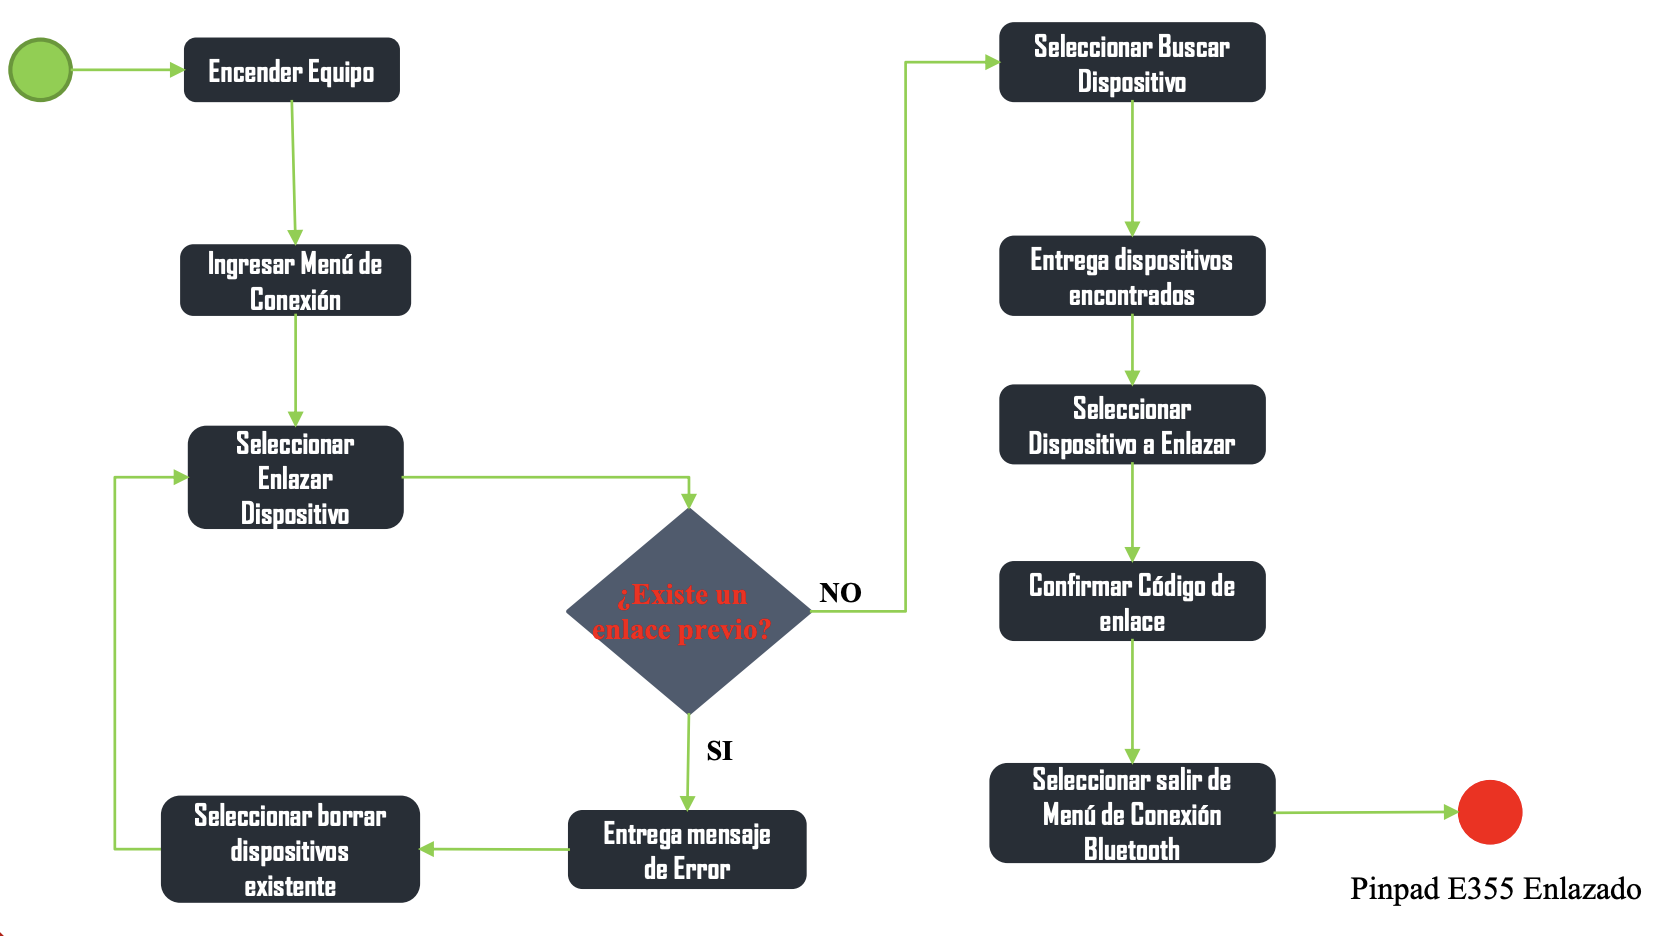 Encender Equipo
Ingresar Menú de
Conexión
Seleccionar
Enlazar
Dispositivo
¿Existe un
enlace previo?
NO
SI
Entrega mensaje
de Error
Seleccionar borrar
dispositivos
existente
Seleccionar Buscar
Dispositivo
Entrega dispositivos
encontrados
Seleccionar
Dispositivo a Enlazar
Confirmar Código de
enlace
Seleccionar salir de
Menú de Conexión
Bluetooth
Pinpad E355 Enlazado